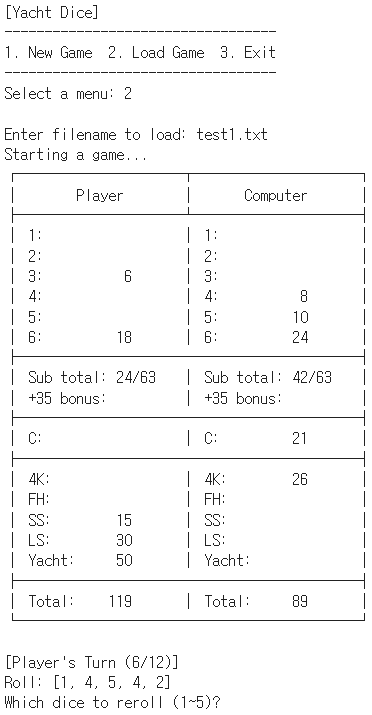 [Yacht Dice]
----------------------------------
1. New Game  2. Load Game  3. Exit
----------------------------------
Select a menu: 2
Enter filename to load: test1.txt
Starting a game...
Player Computer
1: 1:
2: 2:
3: 6 3:
4: 4: 8
5: 5: 10
6: 18 6: 24
Sub total: 24/63 Sub total: 42/63
+35 bonus: +35 bonus:
C: C: 21
4K: 4K: 26
FH: FH:
SS: 15 SS:
LS: 30 LS:
Yacht: 50 Yacht:
Total: 119 Total: 89
[Player's Turn (6/12)]
Roll: [1, 4, 5, 4, 2]
Which dice to reroll (1~5)?